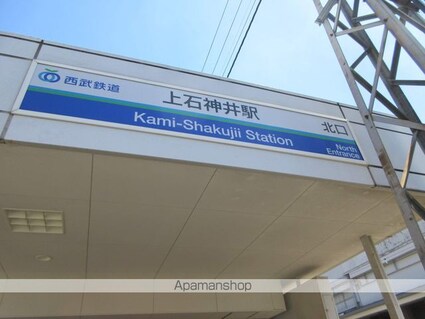 西武鉄道
上石神井駅
北口
Kami-Shakujii Station
North
Entrance
Apamanshop